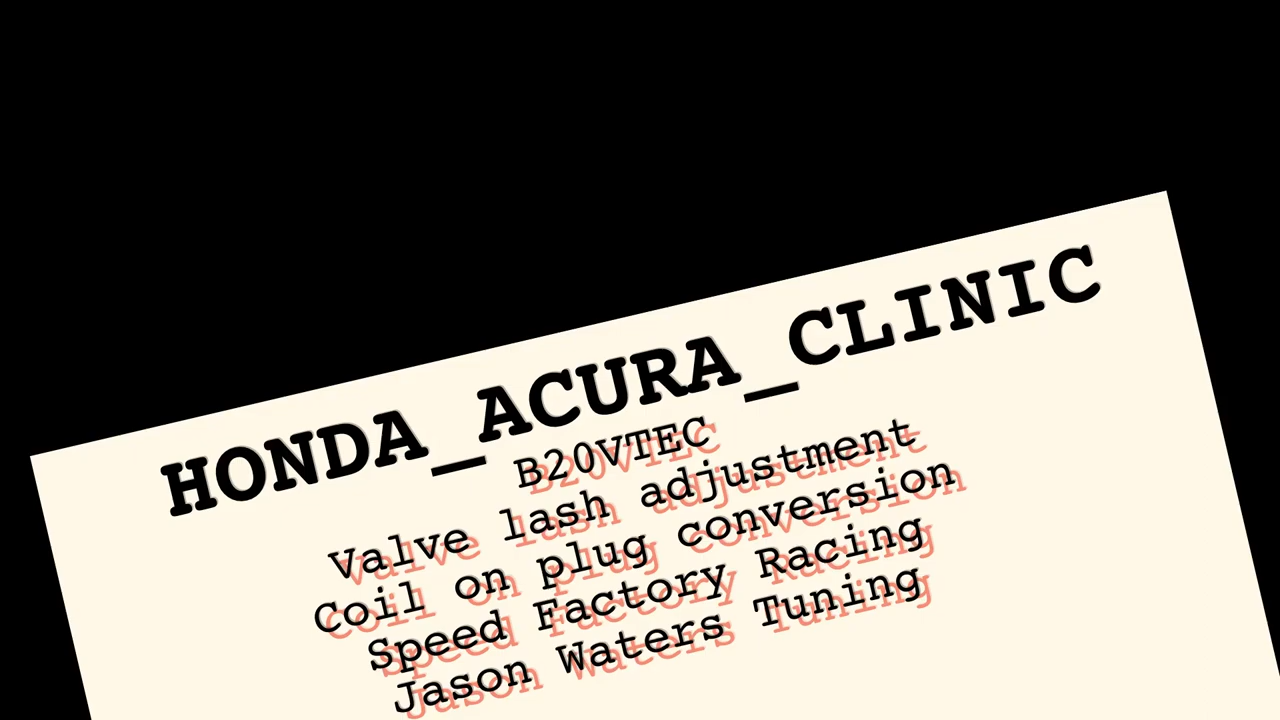 HONDA_ACURA_CLINIC
B20VTEC
Valve lash adjustment
Coil on plug conversion
Speed Factory Racing
Jason Waters Tuning